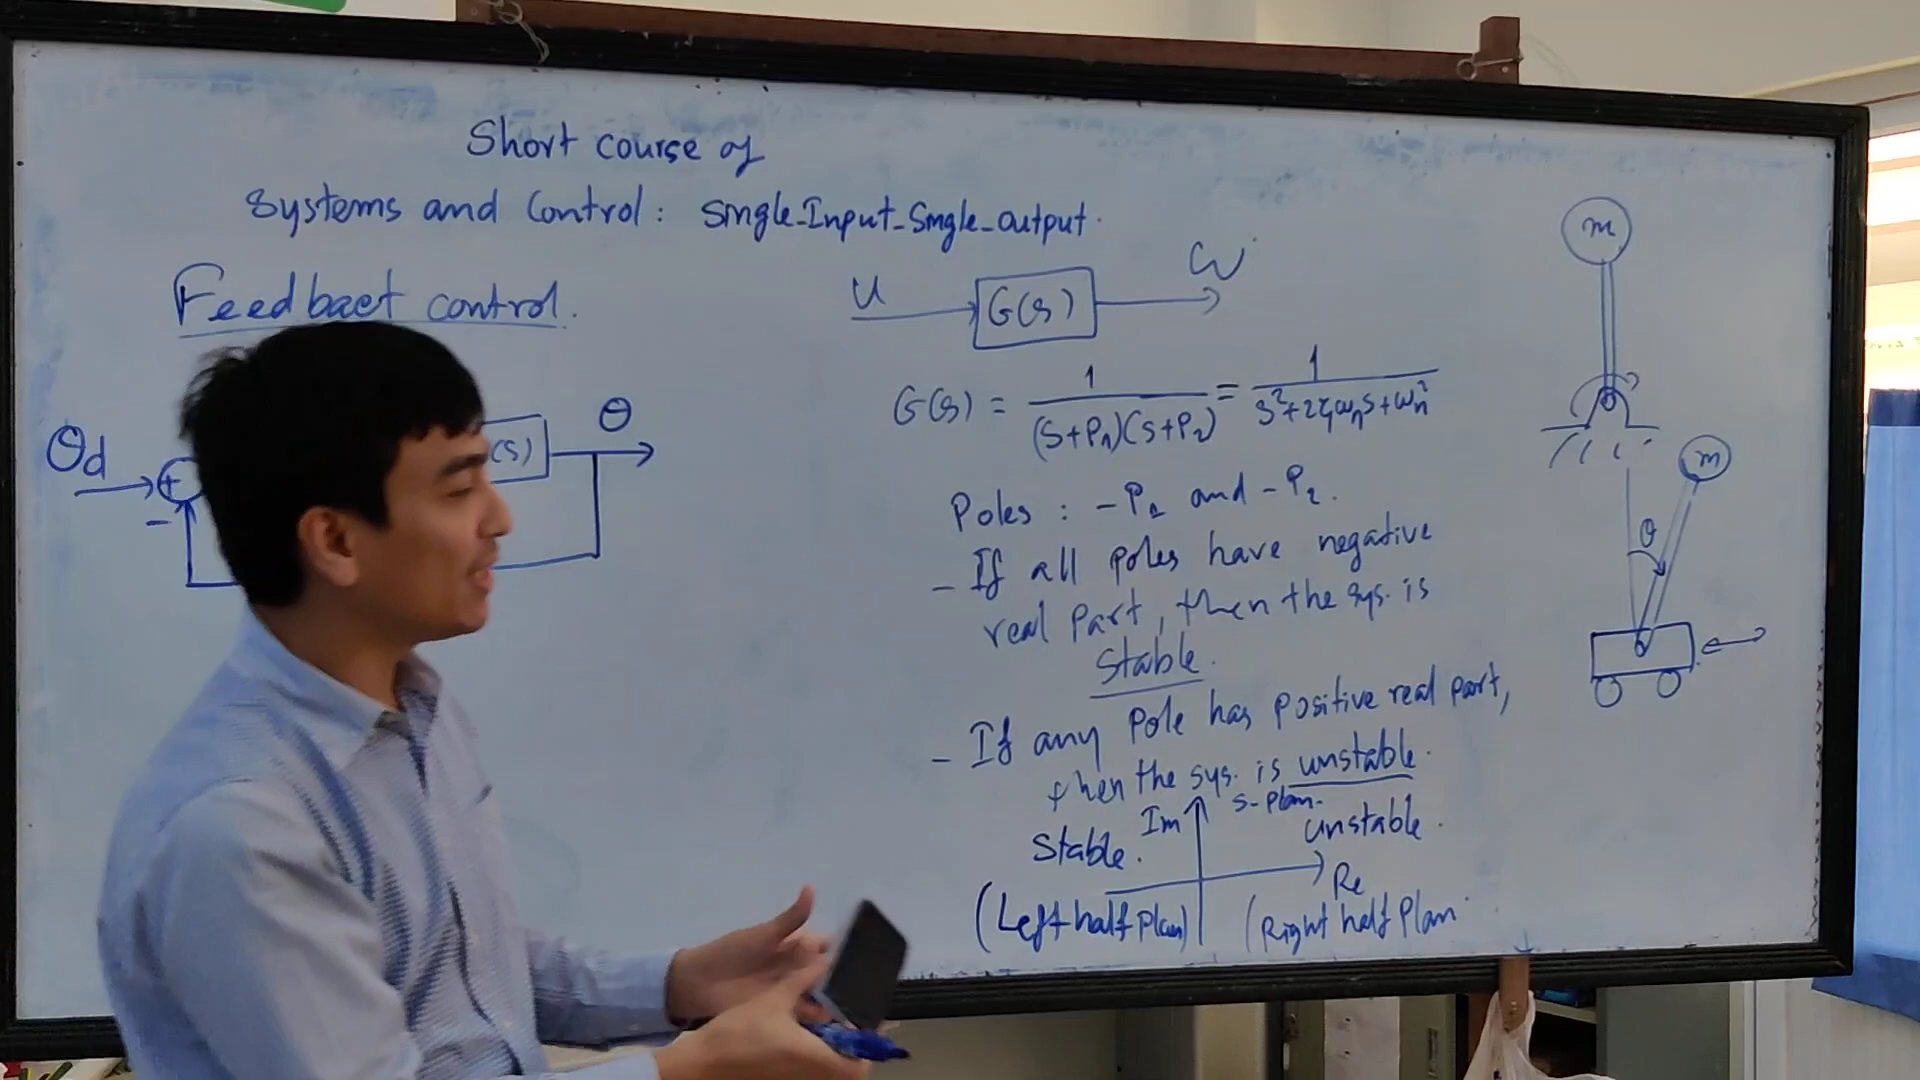 Short course of
Systems and Control: Single-Input-Single-output.
Feedbact control.
θd
+
-
(s)
θ
U
G(s)
ω
G(s) = 1/((s+P1)(s+P2)) = 1/(s²+2ζωns+ωn²)
Poles : -P1 and -P2.
- If all poles have negative
real part, then the sys. is
stable.
- If any pole has positive real part,
then the sys. is unstable.
s-plan.
Im
Stable.
unstable.
Re
(Left half plan)
(Right half plan
m
m
θ